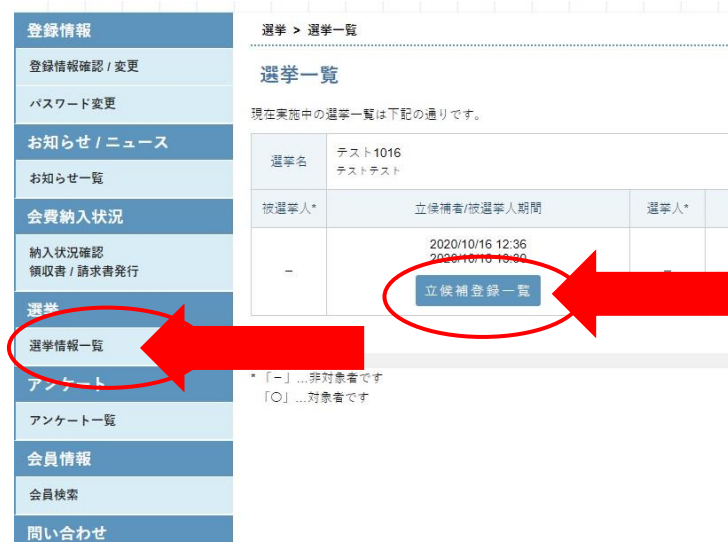 登録情報
登録情報確認 / 変更
パスワード変更
お知らせ / ニュース
お知らせ一覧
会費納入状況
納入状況確認
領収書 / 請求書発行
選挙
選挙情報一覧
アンケート
アンケート一覧
会員情報
会員検索
問い合わせ
選挙 > 選挙一覧
選挙一覧
現在実施中の選挙一覧は下記の通りです。
選挙名
テスト1016
テストテスト
被選挙人*
立候補者/被選挙人期間
選挙人*
–
2020/10/16 12:36
立候補登録一覧
–
* 「－」…非対象者です
「○」…対象者です